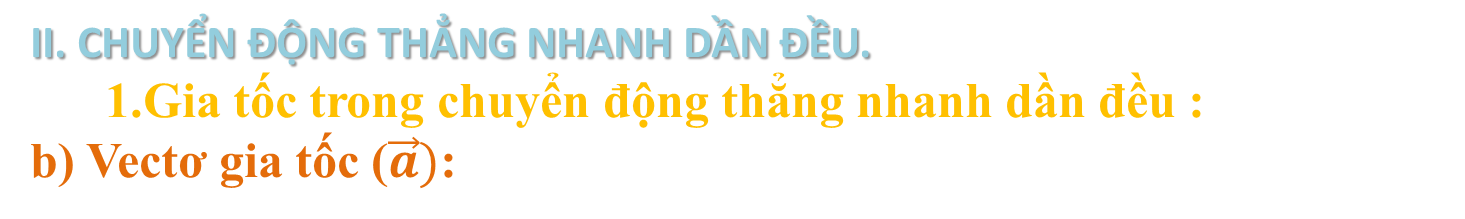 II. CHUYỂN ĐỘNG THẲNG NHANH DẦN ĐỀU.
1.Gia tốc trong chuyển động thẳng nhanh dần đều :
b) Vectơ gia tốc (\(\vec{a}\)):